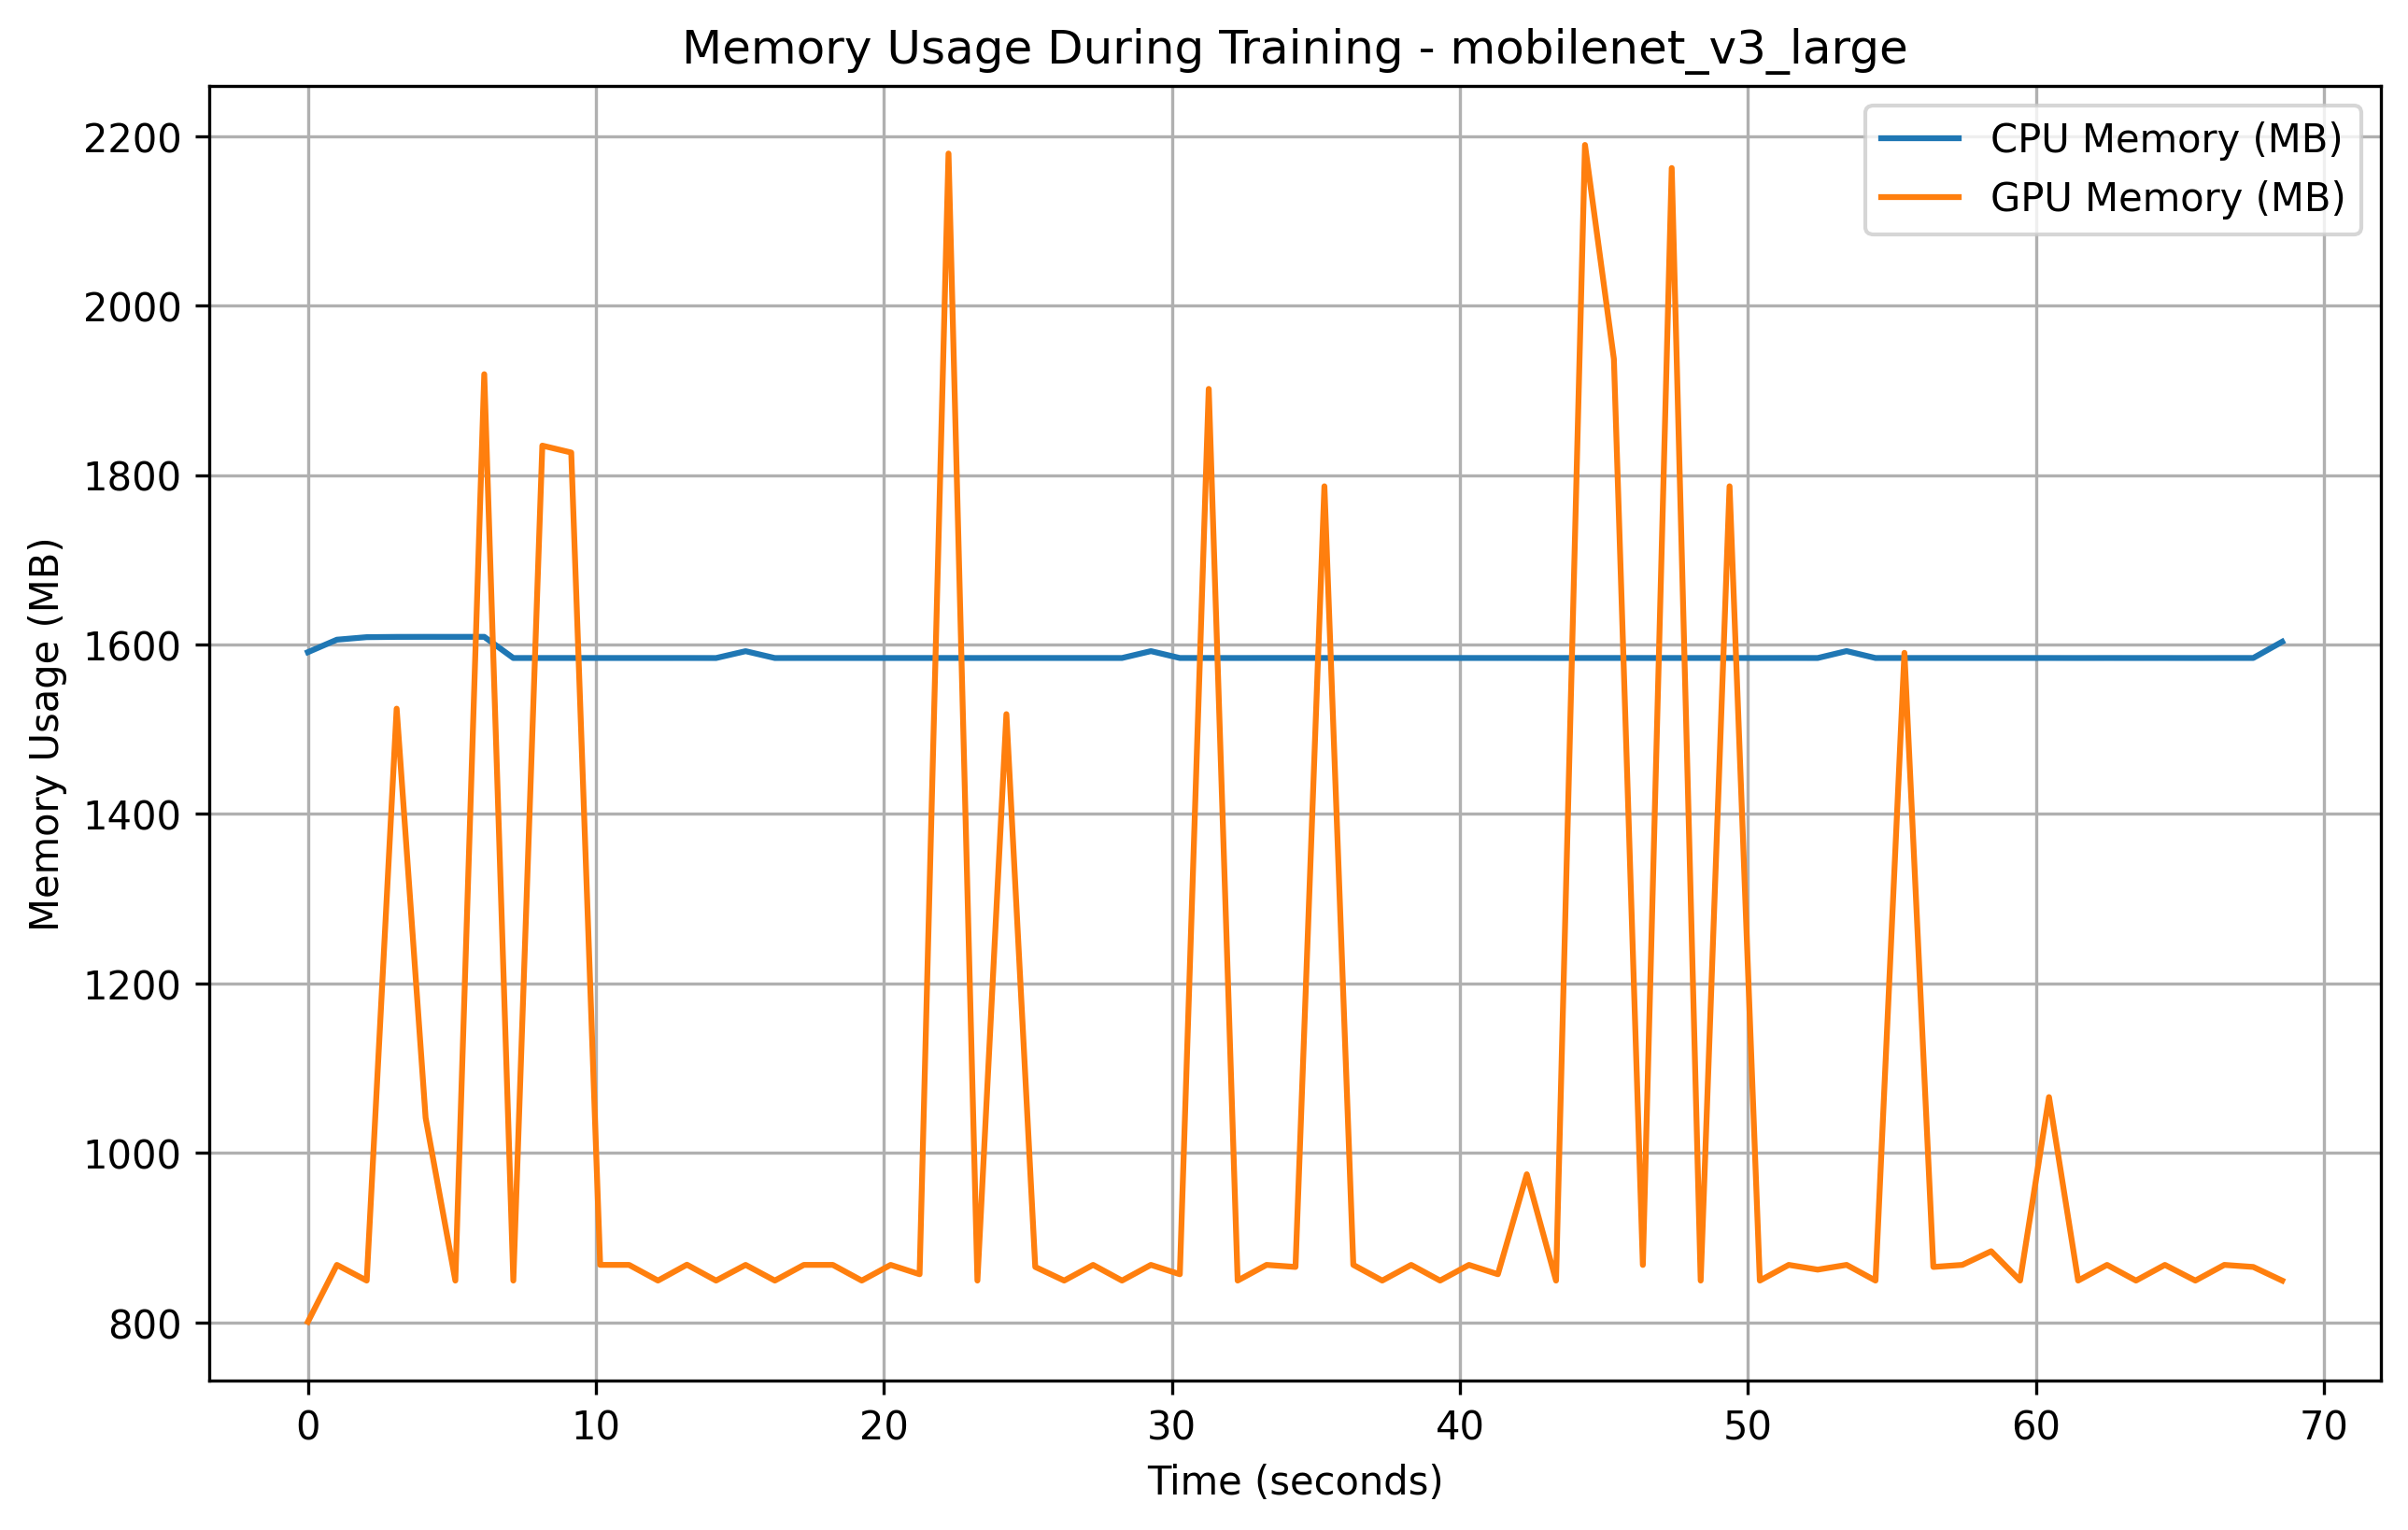 Memory Usage During Training - mobilenet_v3_large
CPU Memory (MB)
GPU Memory (MB)
Memory Usage (MB)
2200
2000
1800
1600
1400
1200
1000
800
0 10 20 30 40 50 60 70
Time (seconds)